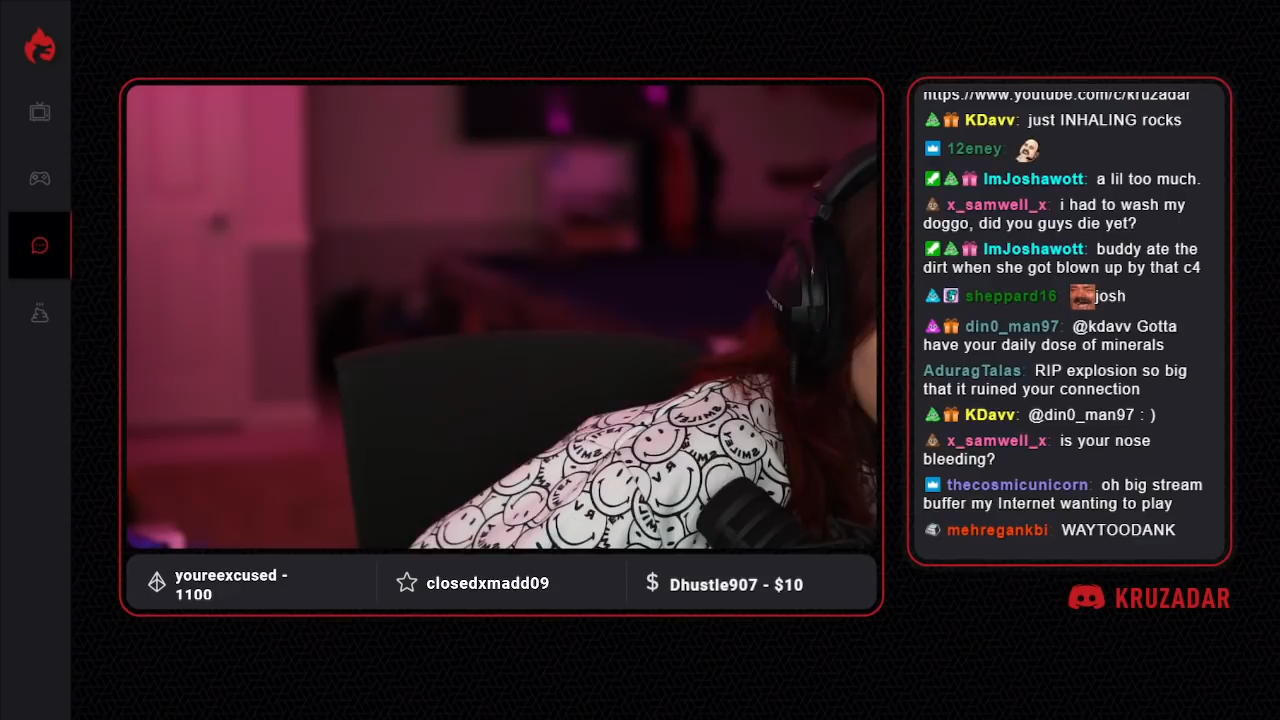 https://www.youtube.com/c/kruzadar
KDavv: just INHALING rocks
12eney:
ImJoshawott: a lil too much.
x_samwell_x: i had to wash my
doggo, did you guys die yet?
ImJoshawott: buddy ate the
dirt when she got blown up by that c4
sheppard16: josh
din0_man97: @kdavv Gotta
have your daily dose of minerals
AduragTalas: RIP explosion so big
that it ruined your connection
KDavv: @din0_man97 : )
x_samwell_x: is your nose
bleeding?
thecosmicunicorn: oh big stream
buffer my Internet wanting to play
mehregankbi: WAYTOODANK
youreexcused -
1100
closedxmadd09
$ Dhustle907 - $10
KRUZADAR